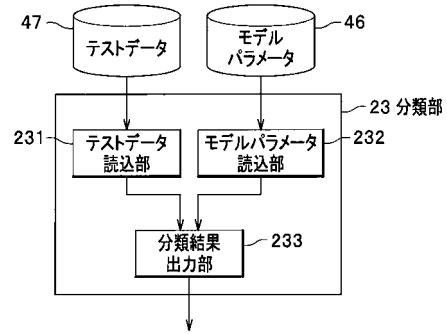 47
テストデータ
モデル
パラメータ
46
23 分類部
231
テストデータ
読込部
モデルパラメータ
読込部
232
分類結果
出力部
233